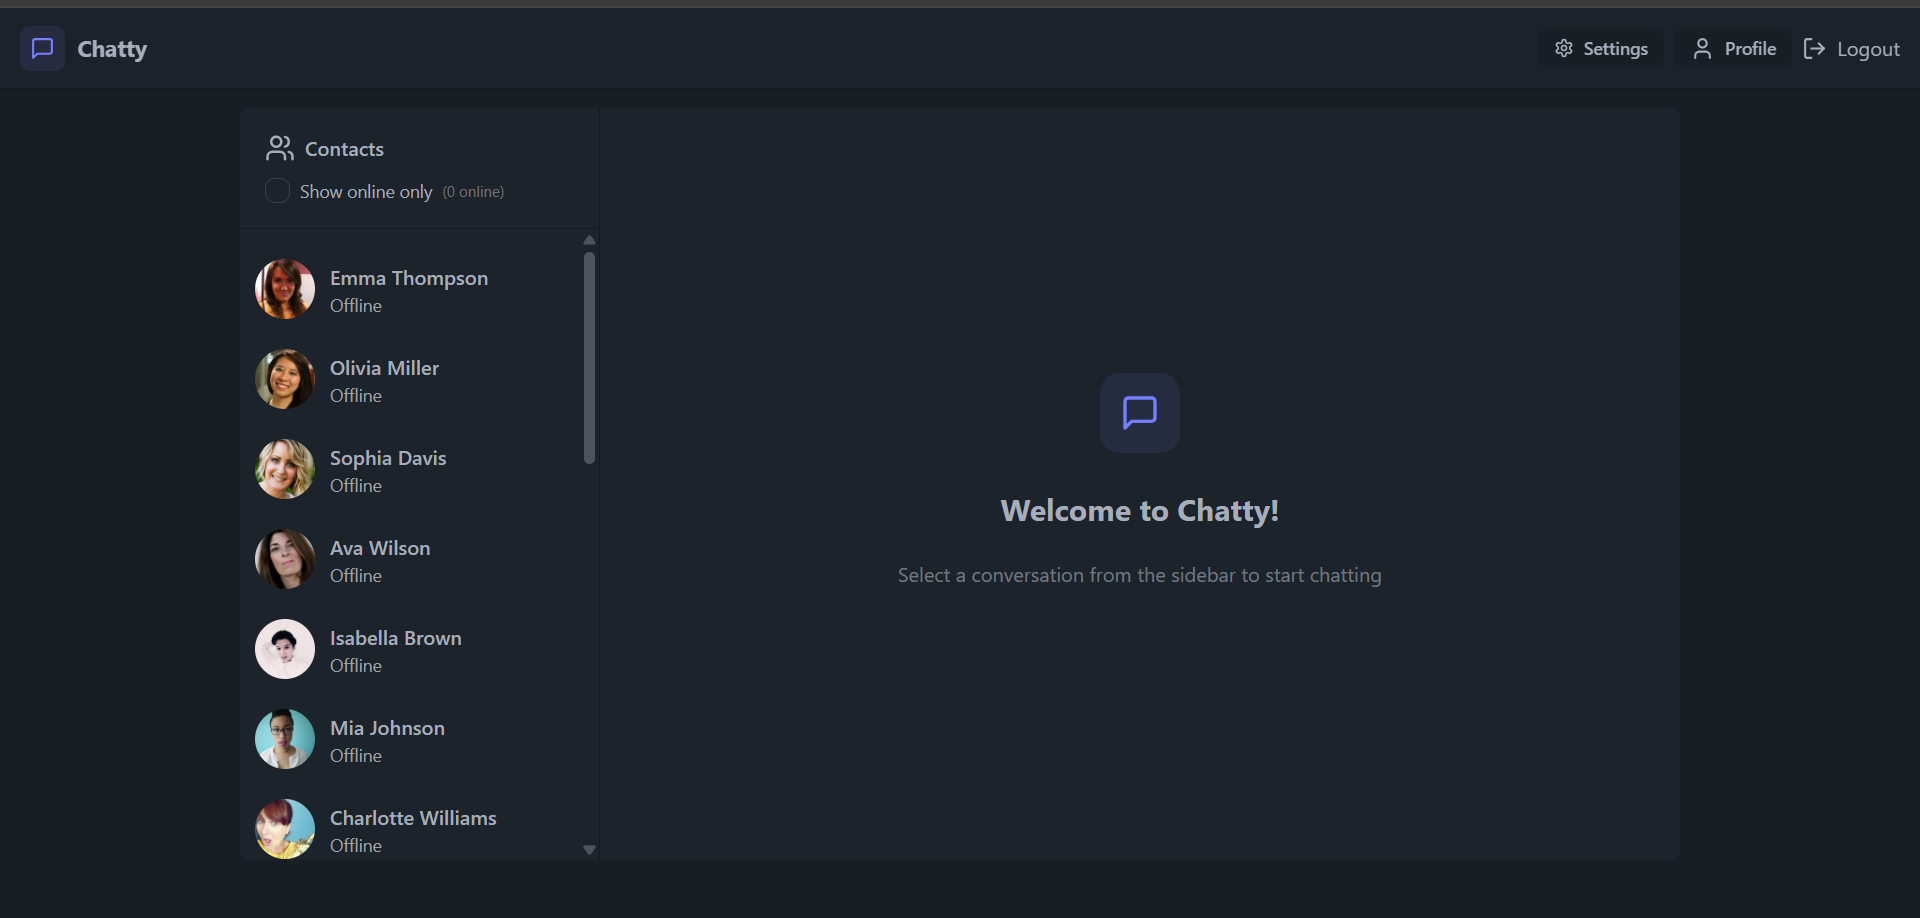 Chatty
Settings
Profile
Logout
Contacts
Show online only (0 online)
Emma Thompson
Offline
Olivia Miller
Offline
Sophia Davis
Offline
Ava Wilson
Offline
Isabella Brown
Offline
Mia Johnson
Offline
Charlotte Williams
Offline
Welcome to Chatty!
Select a conversation from the sidebar to start chatting